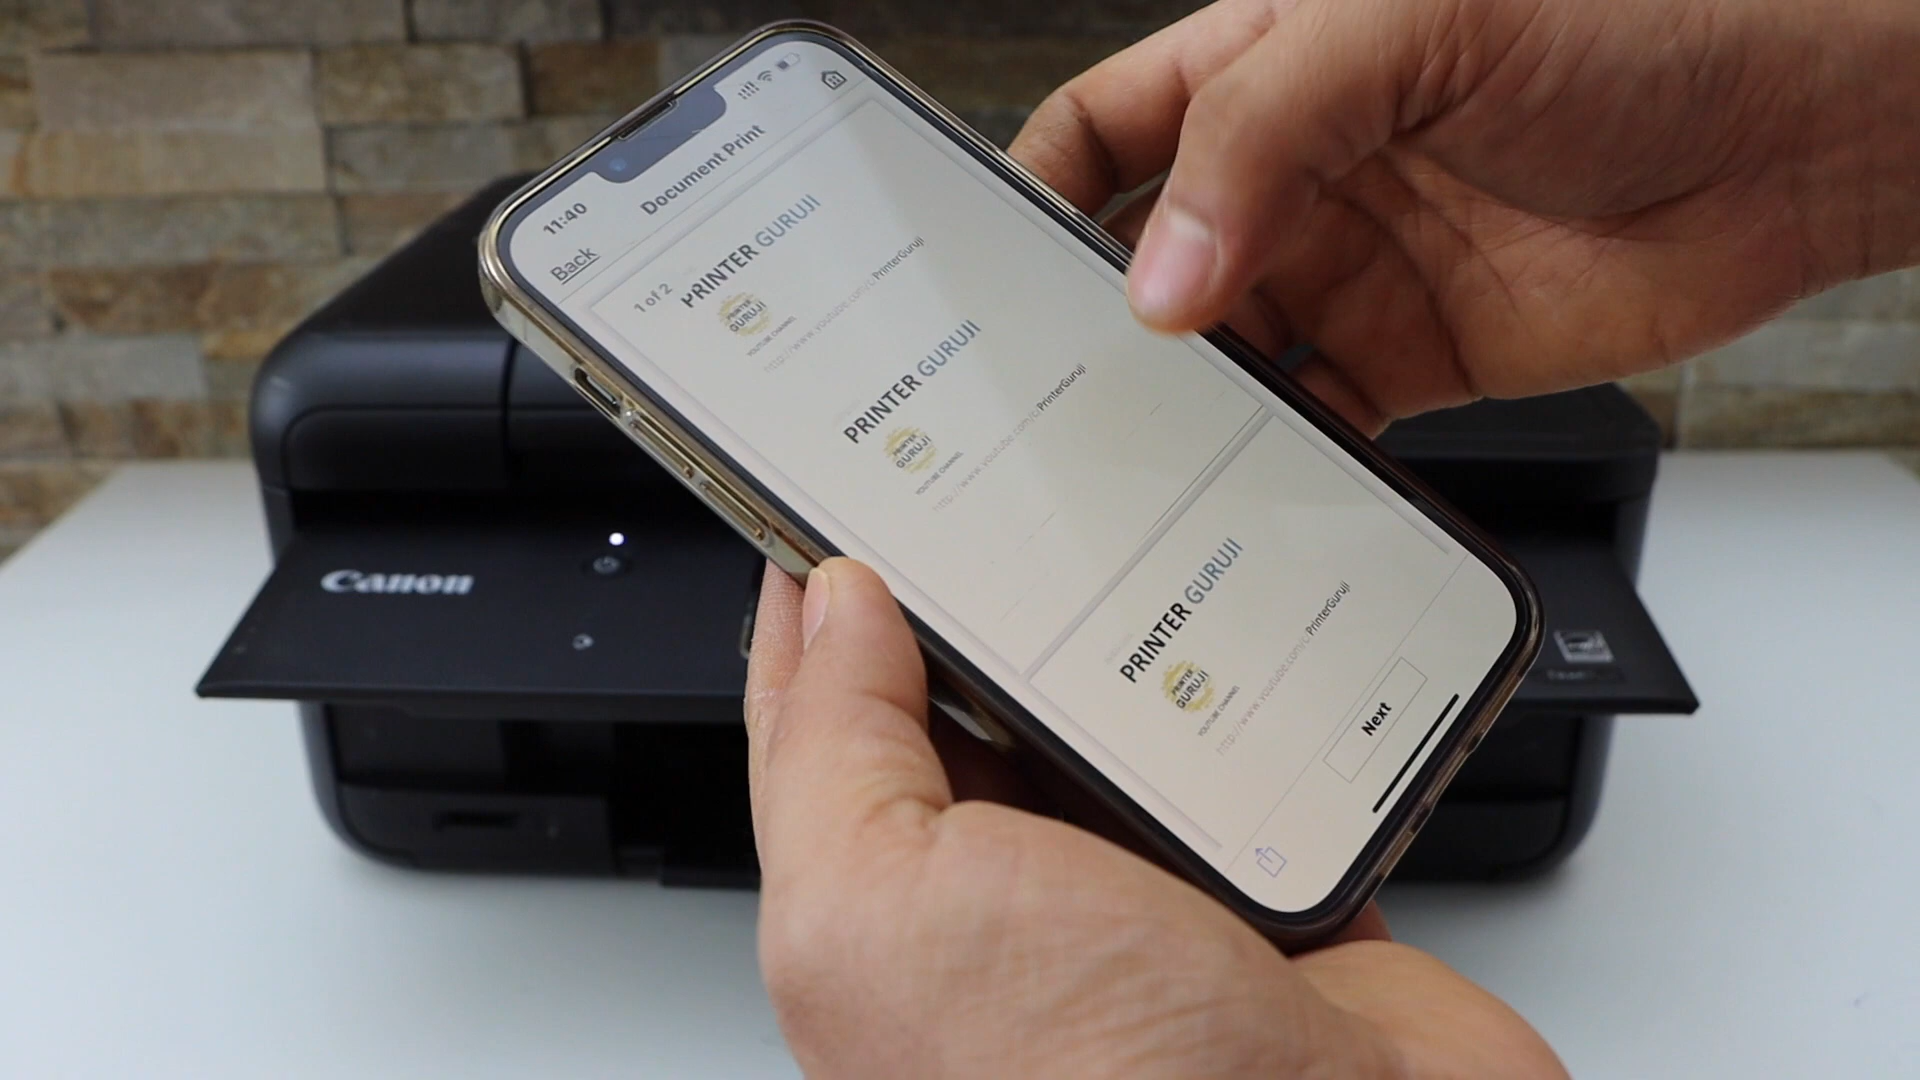 11:40
Back
Document Print
1 of 2
PRINTER GURUJI
PRINTER
GURUJI
YOUTUBE CHANNEL
http://www.youtube.com/c/PrinterGuruji
PRINTER GURUJI
PRINTER
GURUJI
YOUTUBE CHANNEL
http://www.youtube.com/c/PrinterGuruji
PRINTER GURUJI
PRINTER
GURUJI
YOUTUBE CHANNEL
http://www.youtube.com/c/PrinterGuruji
Next
Canon